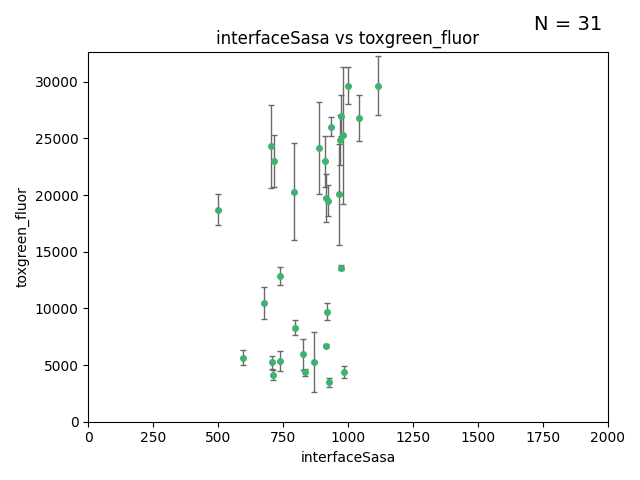 N = 31
interfaceSasa vs toxgreen_fluor
toxgreen_fluor
30000
25000
20000
15000
10000
5000
0
0 250 500 750 1000 1250 1500 1750 2000
interfaceSasa